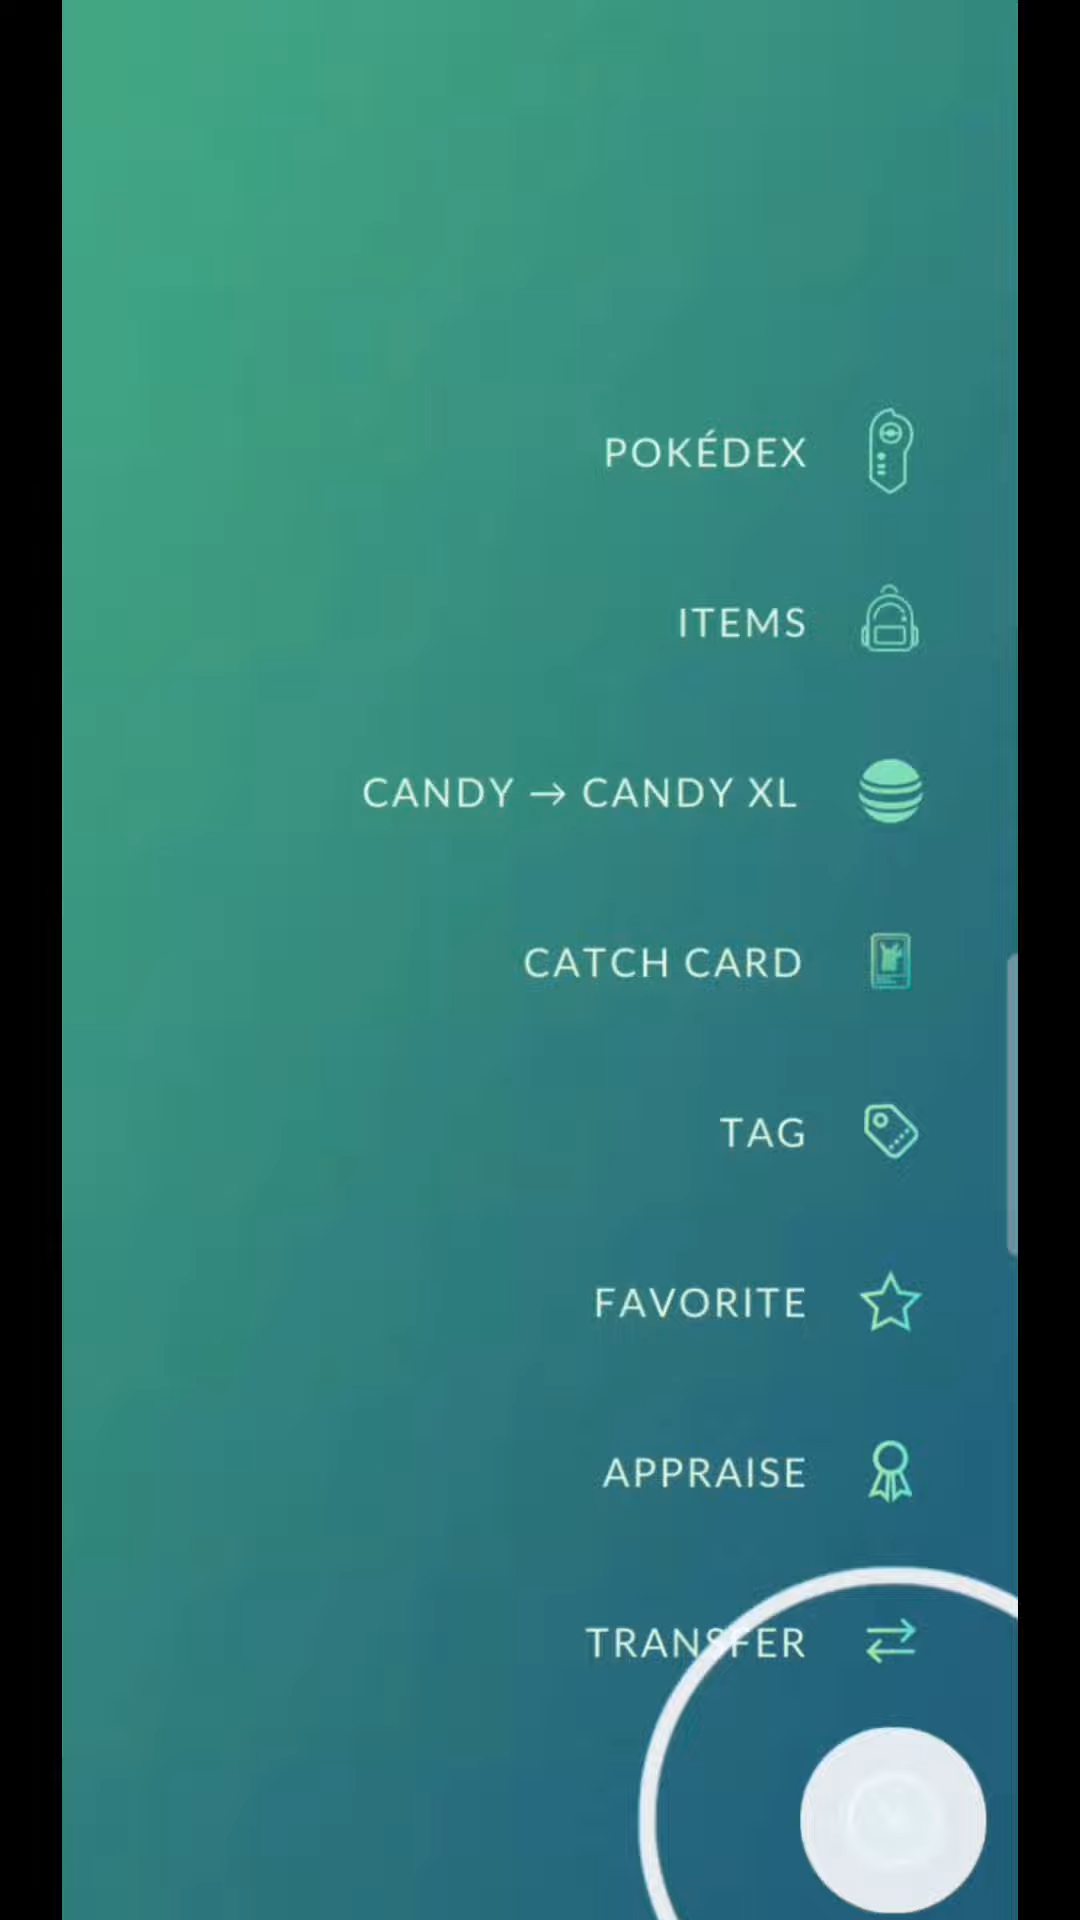 POKÉDEX
ITEMS
CANDY → CANDY XL
CATCH CARD
TAG
FAVORITE
APPRAISE
TRANSFER